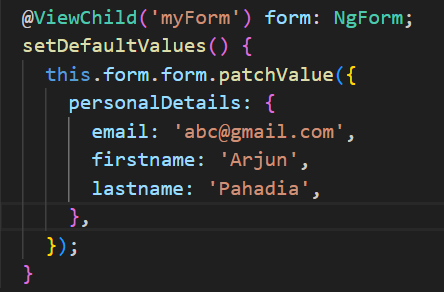 @ViewChild('myForm') form: NgForm;
setDefaultValues() {
this.form.form.patchValue({
personalDetails: {
email: 'abc@gmail.com',
firstname: 'Arjun',
lastname: 'Pahadia',
},
});
}